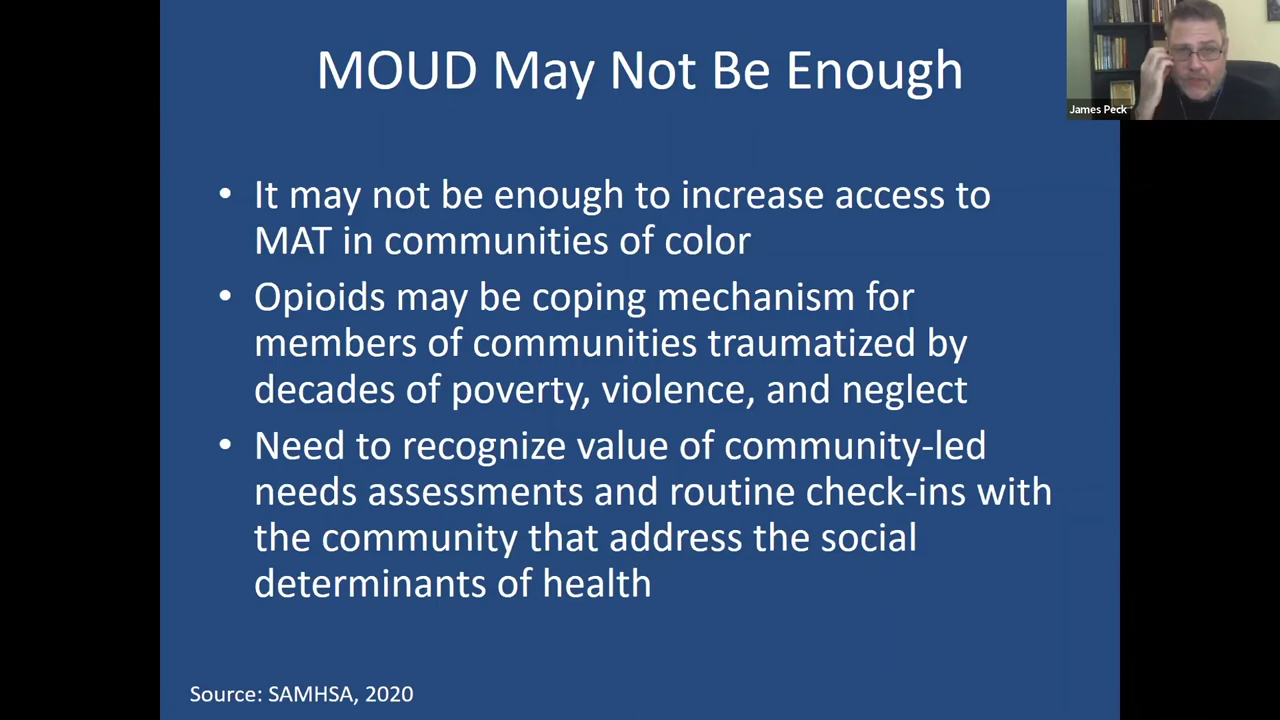 MOUD May Not Be Enough
James Peck
• It may not be enough to increase access to
MAT in communities of color
• Opioids may be coping mechanism for
members of communities traumatized by
decades of poverty, violence, and neglect
• Need to recognize value of community-led
needs assessments and routine check-ins with
the community that address the social
determinants of health
Source: SAMHSA, 2020